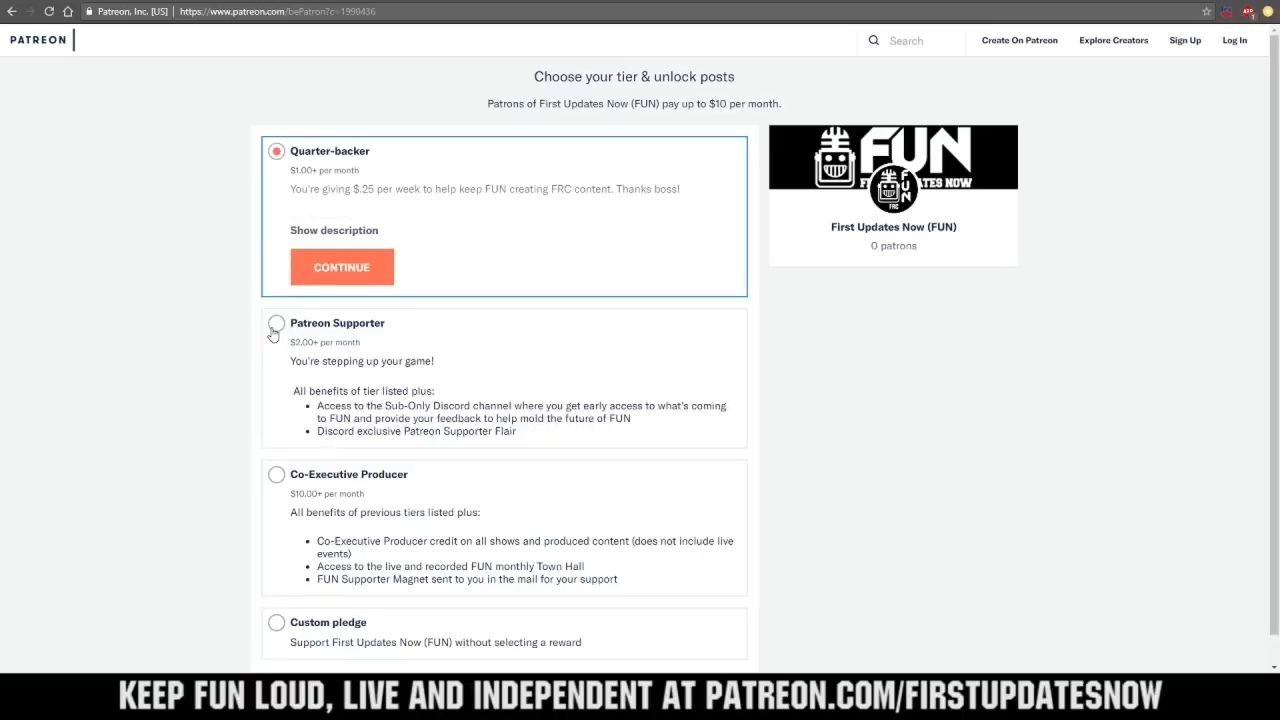 Patreon, Inc. [US] | https://www.patreon.com/bePatron?c=1990436
PATREON
Search
Create On Patreon
Explore Creators
Sign Up
Log In
Choose your tier & unlock posts
Patrons of First Updates Now (FUN) pay up to $10 per month.
Quarter-backer
$1.00+ per month
You're giving $.25 per week to help keep FUN creating FRC content. Thanks boss!
Show description
CONTINUE
Patreon Supporter
$2.00+ per month
You're stepping up your game!
All benefits of tier listed plus:
Access to the Sub-Only Discord channel where you get early access to what's coming
to FUN and provide your feedback to help mold the future of FUN
Discord exclusive Patreon Supporter Flair
Co-Executive Producer
$10.00+ per month
All benefits of previous tiers listed plus:
Co-Executive Producer credit on all shows and produced content (does not include live
events)
Access to the live and recorded FUN monthly Town Hall
FUN Supporter Magnet sent to you in the mail for your support
Custom pledge
Support First Updates Now (FUN) without selecting a reward
FUN
FUN
FRC
First Updates Now (FUN)
0 patrons
KEEP FUN LOUD, LIVE AND INDEPENDENT AT PATREON.COM/FIRSTUPDATESNOW